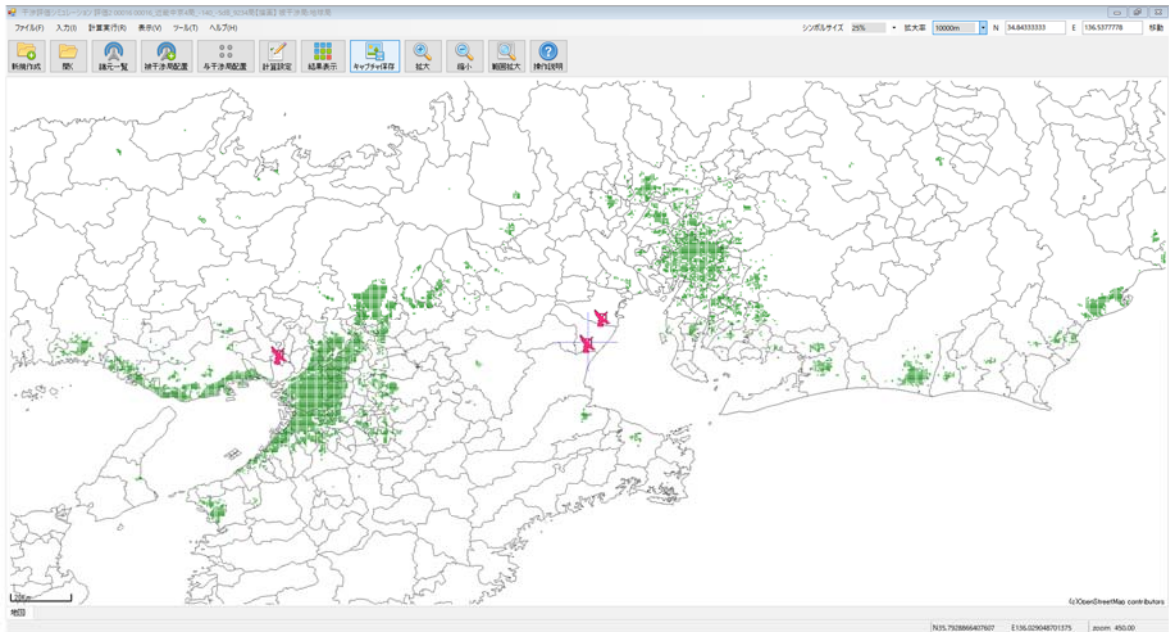 ファイル(F) 入力(I) 計算実行(R) 表示(V) ツール(T) ヘルプ(H) シンボルサイズ 25% 拡大率 10000m N 34.84333333 E 136.5377778 移動
新規作成 開く 諸元一覧 被干渉局配置 与干渉局配置 計算設定 結果表示 キャプチャ保存 拡大 縮小 範囲拡大 操作説明
(c)OpenStreetMap contributors
地図
N35.7928866407607 E136.029048701375 zoom 450.00